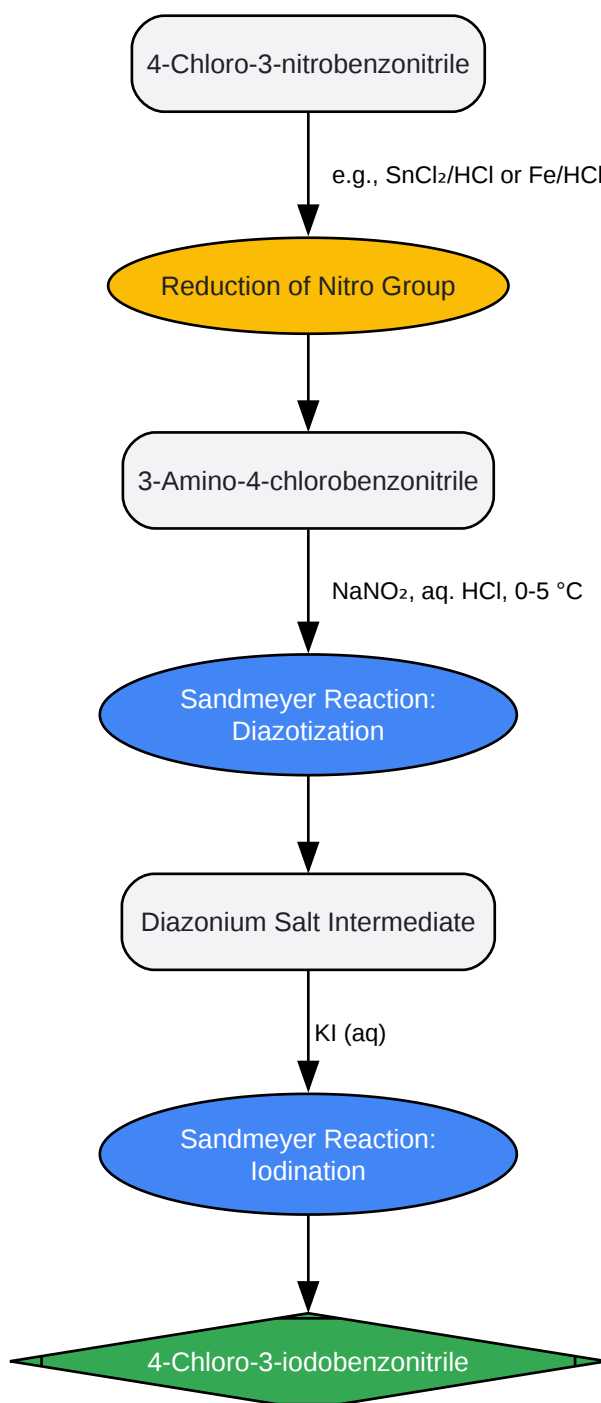 4-Chloro-3-nitrobenzonitrile
e.g., SnCl₂/HCl or Fe/HCl
Reduction of Nitro Group
3-Amino-4-chlorobenzonitrile
NaNO₂, aq. HCl, 0-5 °C
Sandmeyer Reaction:
Diazotization
Diazonium Salt Intermediate
KI (aq)
Sandmeyer Reaction:
Iodination
4-Chloro-3-iodobenzonitrile